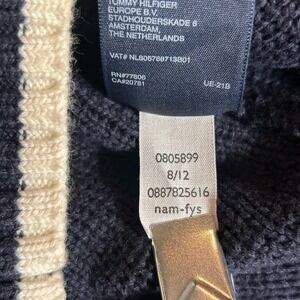 TOMMY HILFIGER
EUROPE B.V.
STADHOUDERSKADE 6
AMSTERDAM,
THE NETHERLANDS
VAT# NL805788713B01
RN#77806
CA#20781
UE-21B
0805899
8/12
0887825616
nam-fys